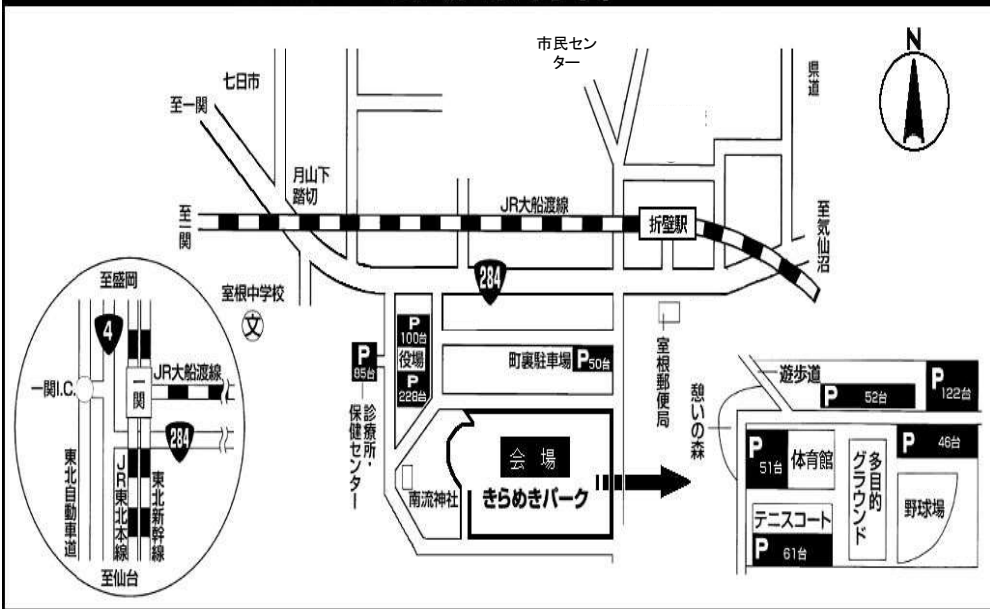 市民セン
ター
N
七日市
県道
至一関
月山下
踏切
JR大船渡線
至一関
折壁駅
至気仙沼
284
室根中学校
文
P
100台
役場
P
228台
P
85台
町裏駐車場
P
50台
室根郵便局
診療所・
保健センター
南流神社
会場
きらめきパーク
憩いの森
遊歩道
P
52台
P
122台
P
51台
体育館
多目的
グラウンド
P
46台
野球場
テニスコート
P
61台
至盛岡
4
一関
JR大船渡線
一関I.C.
284
東北自動車道
JR東北本線
東北新幹線
至仙台